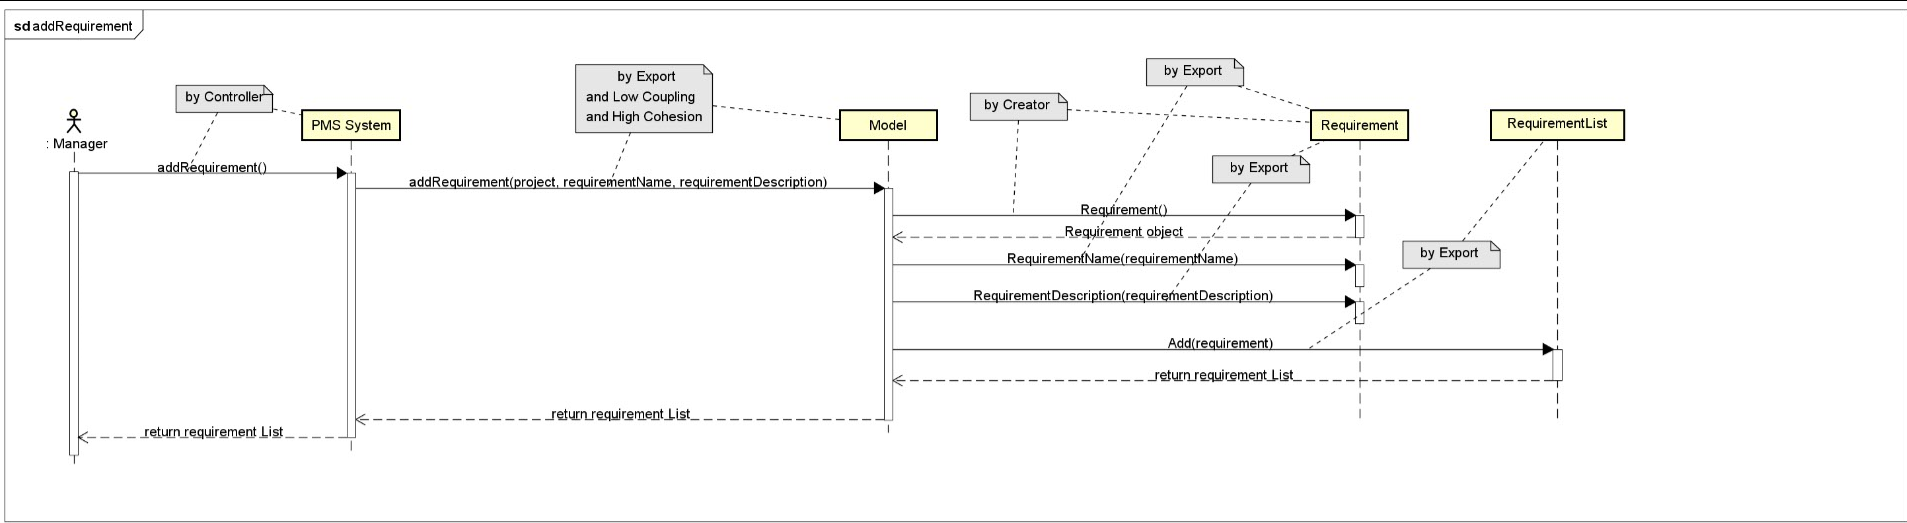 sd addRequirement
by Controller
by Export
and Low Coupling
and High Cohesion
by Export
by Creator
: Manager
PMS System
Model
Requirement
RequirementList
by Export
addRequirement()
addRequirement(project, requirementName, requirementDescription)
Requirement()
Requirement object
by Export
RequirementName(requirementName)
RequirementDescription(requirementDescription)
Add(requirement)
return requirement List
return requirement List
return requirement List